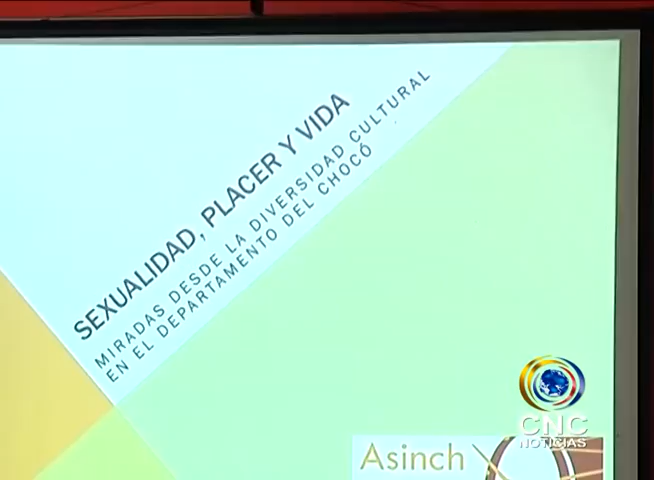 SEXUALIDAD, PLACER Y VIDA
MIRADAS DESDE LA DIVERSIDAD CULTURAL
EN EL DEPARTAMENTO DEL CHOCÓ
Asinch
CNC
NOTICIAS